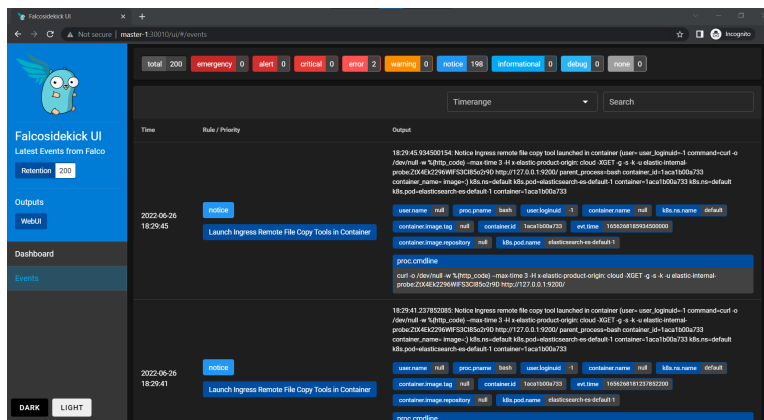 Falcosidekick UI
Not secure | master-1:30010/ui/#/events
Incognito
total 200 emergency 0 alert 0 critical 0 error 2 warning 0 notice 198 informational 0 debug 0 none 0
Timerange
Search
Falcosidekick UI
Latest Events from Falco
Retention 200
Outputs
WebUI
Dashboard
Events
DARK LIGHT
Time Rule / Priority Output
2022-06-26
18:29:45
notice
Launch Ingress Remote File Copy Tools in Container
18:29:45.934500154: Notice Ingress remote file copy tool launched in container (user= user_loginuid=-1 command=curl -o
/dev/null -w %{http_code} --max-time 3 -H x-elastic-product-origin: cloud -XGET -g -s -k -u elastic-internal-
probe:ZtX4Ek2296WlFS3Cl85o2r9D http://127.0.0.1:9200/ parent_process=bash container_id=1aca1b00a733
container_name= image=:) k8s.ns=default k8s.pod=elasticsearch-es-default-1 container=1aca1b00a733 k8s.ns=default
k8s.pod=elasticsearch-es-default-1 container=1aca1b00a733
user.name null proc.pname bash user.loginuid -1 container.name null k8s.ns.name default
container.image.tag null container.id 1aca1b00a733 evt.time 1656268185934500000
container.image.repository null k8s.pod.name elasticsearch-es-default-1
proc.cmdline
curl -o /dev/null -w %{http_code} --max-time 3 -H x-elastic-product-origin: cloud -XGET -g -s -k -u elastic-internal-
probe:ZtX4Ek2296WlFS3Cl85o2r9D http://127.0.0.1:9200/
2022-06-26
18:29:41
notice
Launch Ingress Remote File Copy Tools in Container
18:29:41.237852085: Notice Ingress remote file copy tool launched in container (user= user_loginuid=-1 command=curl -o
/dev/null -w %{http_code} --max-time 3 -H x-elastic-product-origin: cloud -XGET -g -s -k -u elastic-internal-
probe:ZtX4Ek2296WlFS3Cl85o2r9D http://127.0.0.1:9200/ parent_process=bash container_id=1aca1b00a733
container_name= image=:) k8s.ns=default k8s.pod=elasticsearch-es-default-1 container=1aca1b00a733 k8s.ns=default
k8s.pod=elasticsearch-es-default-1 container=1aca1b00a733
user.name null proc.pname bash user.loginuid -1 container.name null k8s.ns.name default
container.image.tag null container.id 1aca1b00a733 evt.time 1656268181237852200
container.image.repository null k8s.pod.name elasticsearch-es-default-1
proc.cmdline